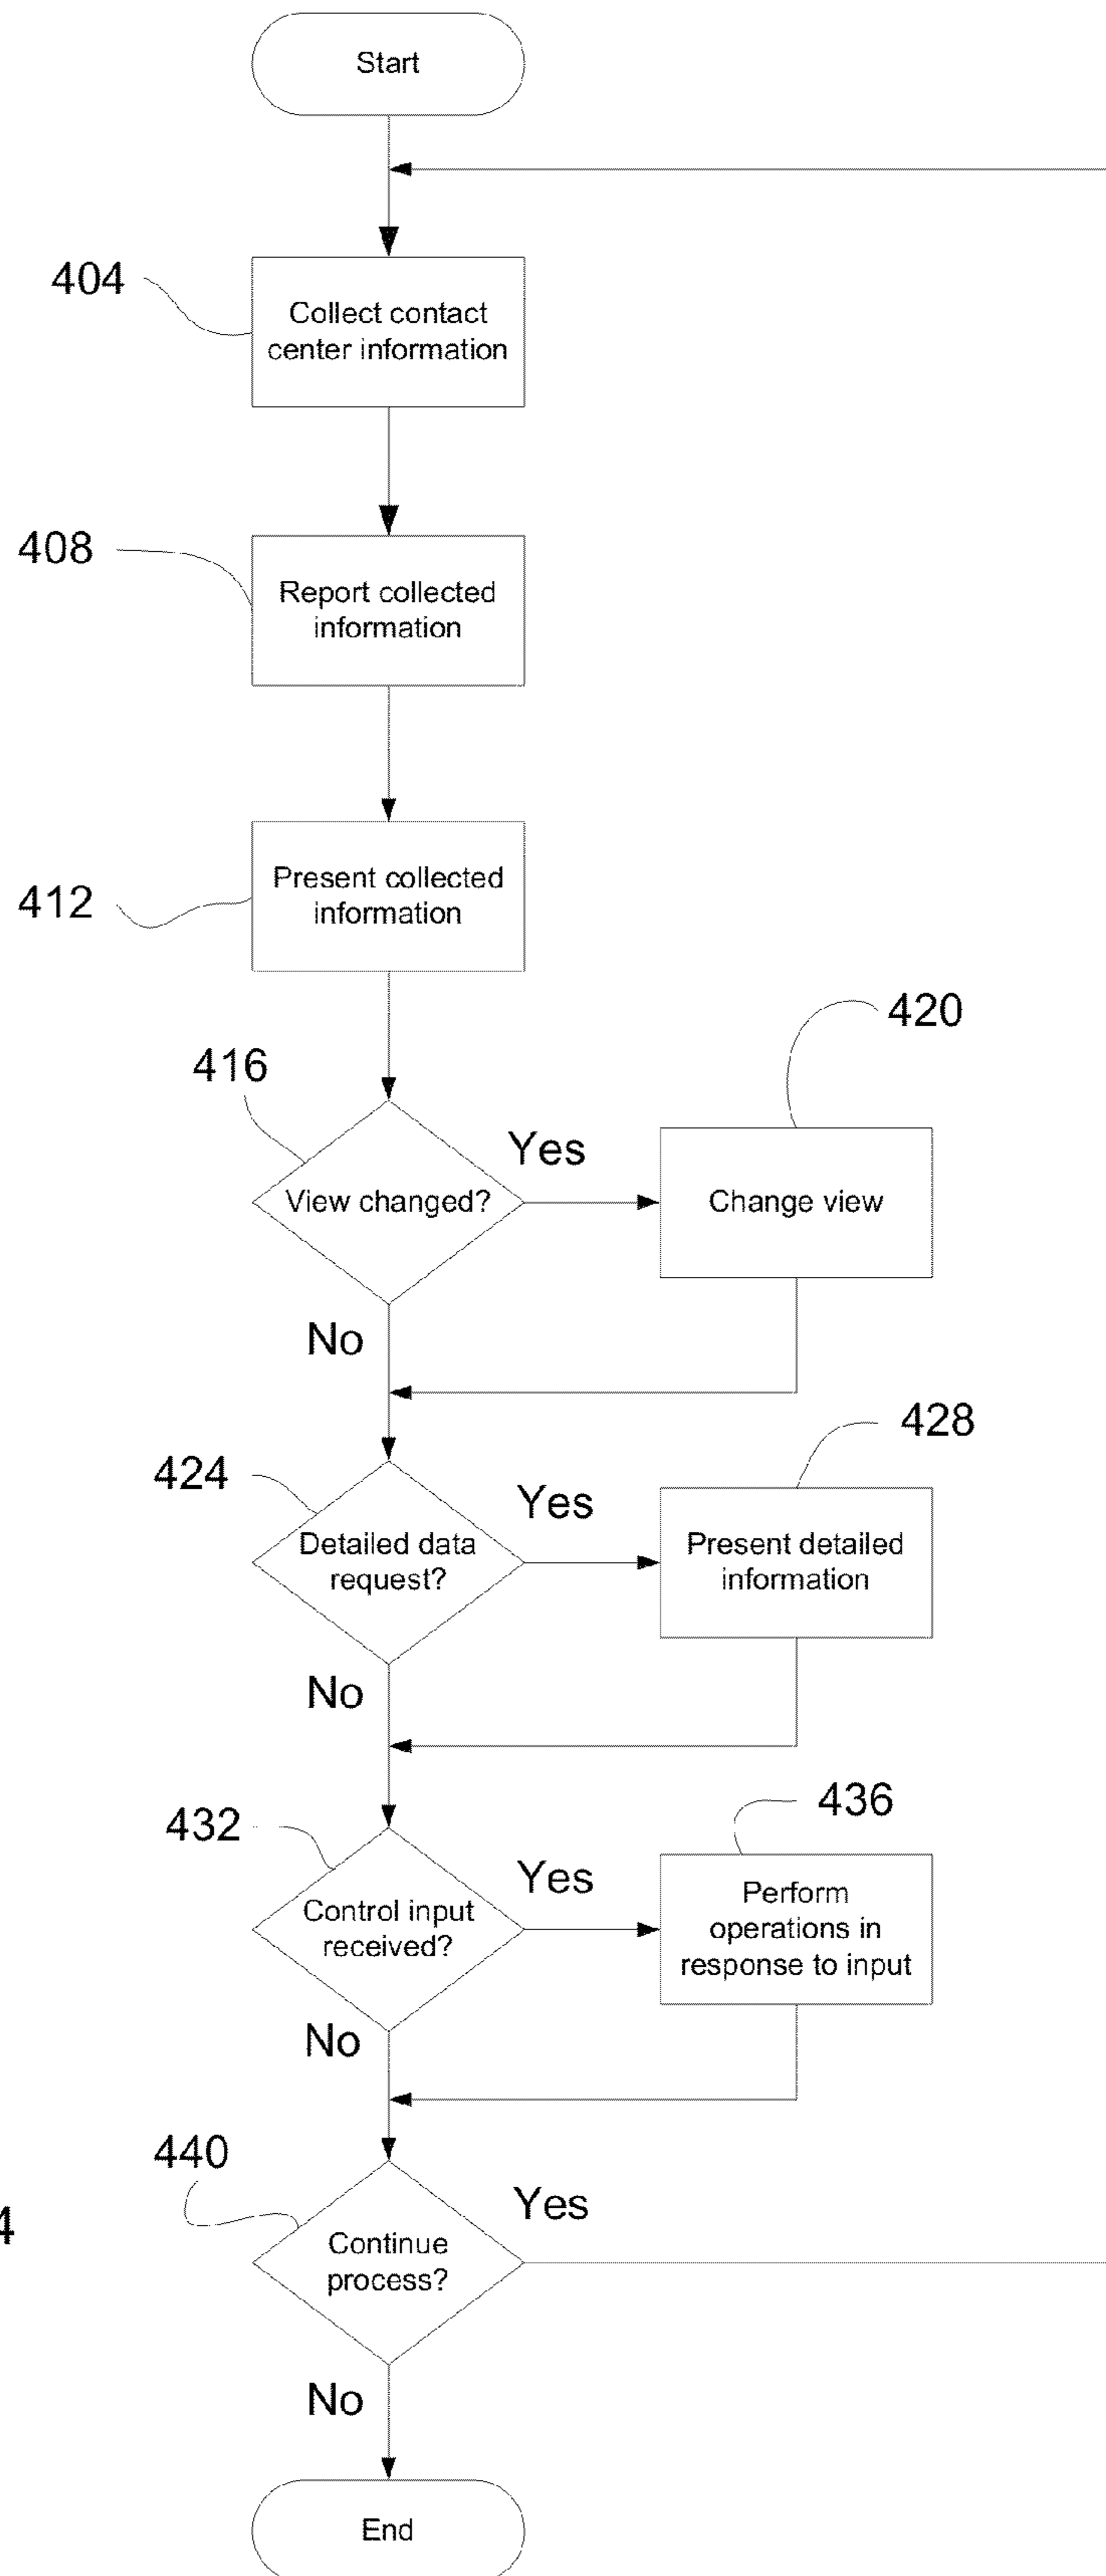 Start
404
Collect contact
center information
408
Report collected
information
412
Present collected
information
416
420
View changed?
Yes
Change view
No
424
428
Detailed data
request?
Yes
Present detailed
information
No
432
436
Control input
received?
Yes
Perform
operations in
response to input
No
440
4
Continue
process?
Yes
No
End